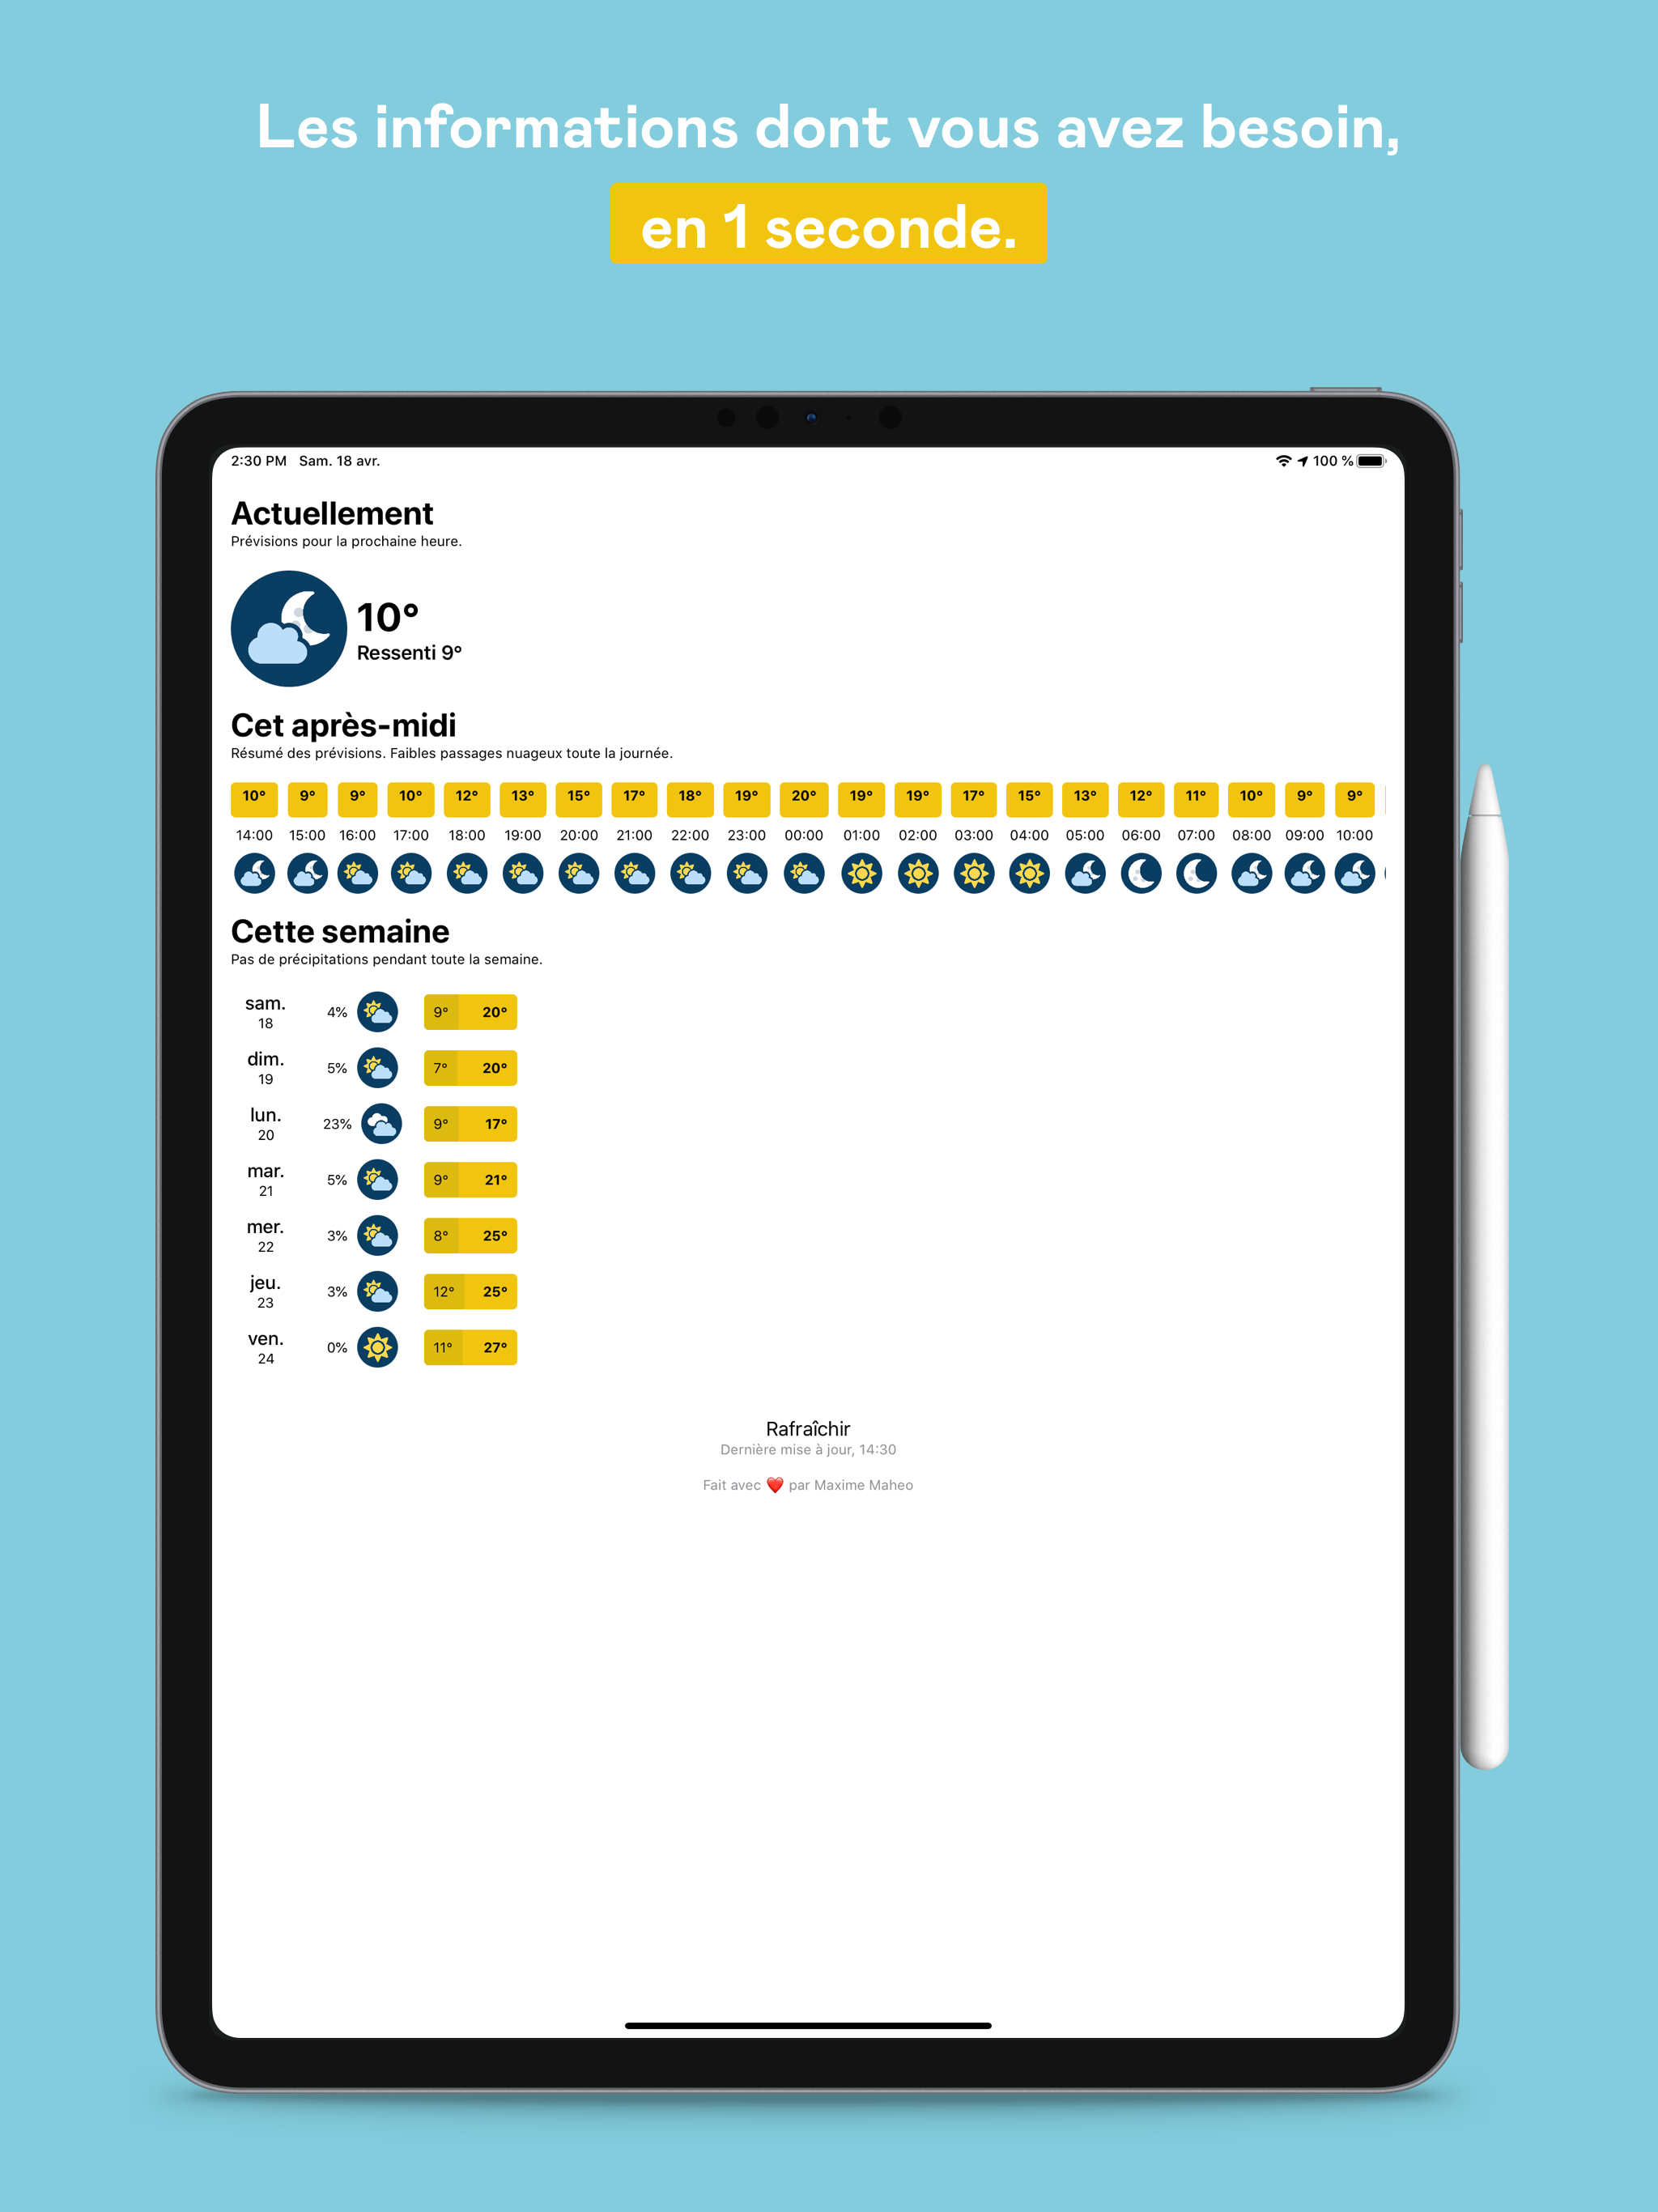 Les informations dont vous avez besoin,
en 1 seconde.
2:30 PM Sam. 18 avr. 100 %
Actuellement
Prévisions pour la prochaine heure.
10°
Ressenti 9°
Cet après-midi
Résumé des prévisions. Faibles passages nuageux toute la journée.
10° 9° 9° 10° 12° 13° 15° 17° 18° 19° 20° 19° 19° 17° 15° 13° 12° 11° 10° 9° 9°
14:00 15:00 16:00 17:00 18:00 19:00 20:00 21:00 22:00 23:00 00:00 01:00 02:00 03:00 04:00 05:00 06:00 07:00 08:00 09:00 10:00
Cette semaine
Pas de précipitations pendant toute la semaine.
sam.
18 4% 9° 20°
dim.
19 5% 7° 20°
lun.
20 23% 9° 17°
mar.
21 5% 9° 21°
mer.
22 3% 8° 25°
jeu.
23 3% 12° 25°
ven.
24 0% 11° 27°
Rafraîchir
Dernière mise à jour, 14:30
Fait avec ❤️ par Maxime Maheo